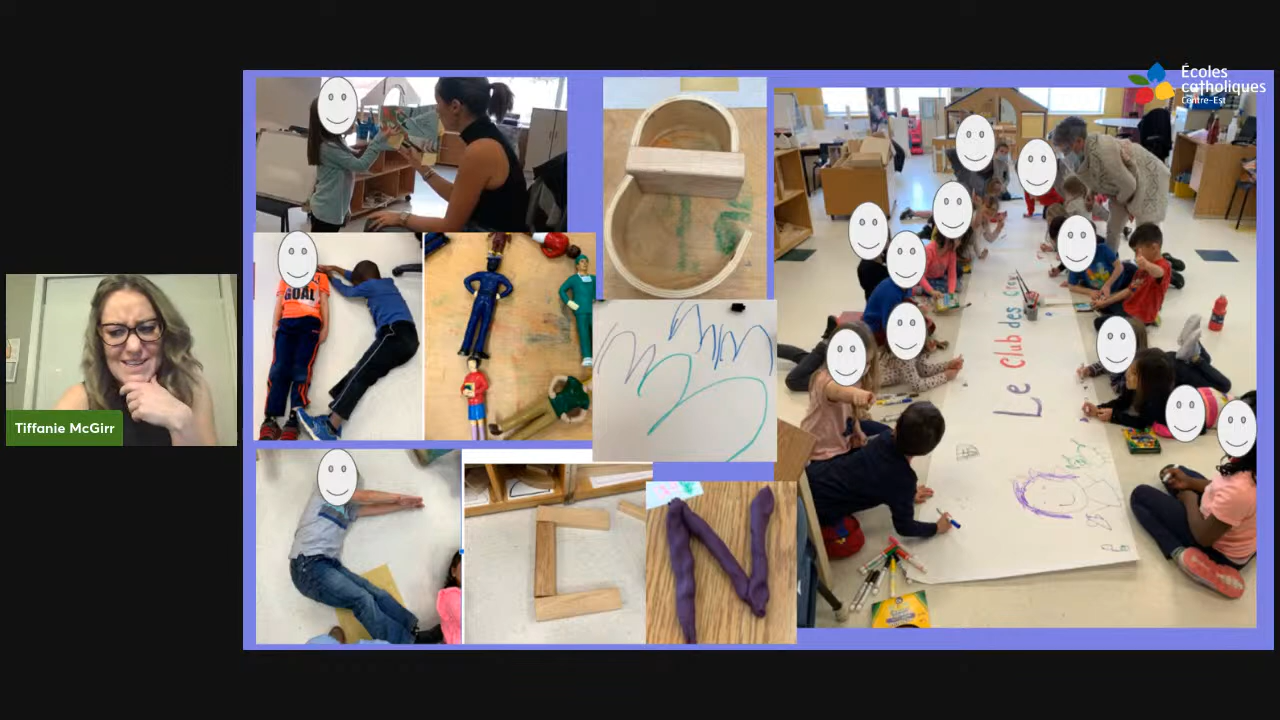 Écoles
catholiques
Centre-Est
GOAL
Le Club des
Tiffanie McGirr